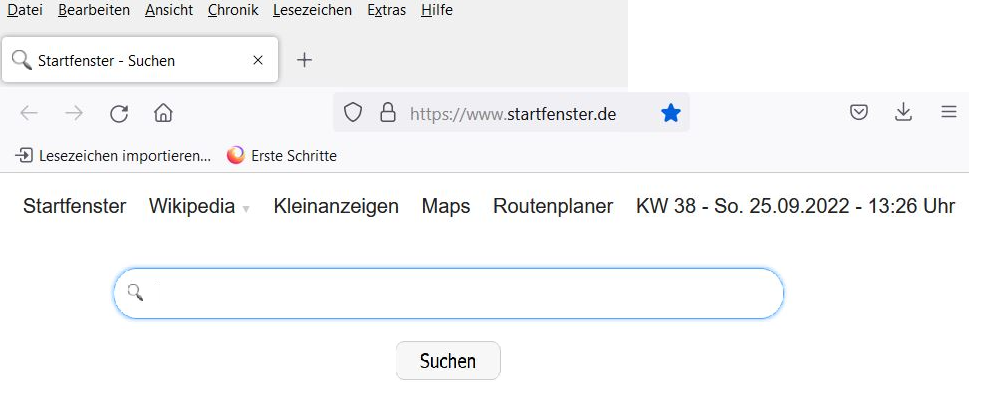 Datei Bearbeiten Ansicht Chronik Lesezeichen Extras Hilfe
Startfenster - Suchen
https://www.startfenster.de
Lesezeichen importieren... Erste Schritte
Startfenster Wikipedia Kleinanzeigen Maps Routenplaner KW 38 - So. 25.09.2022 - 13:26 Uhr
Suchen